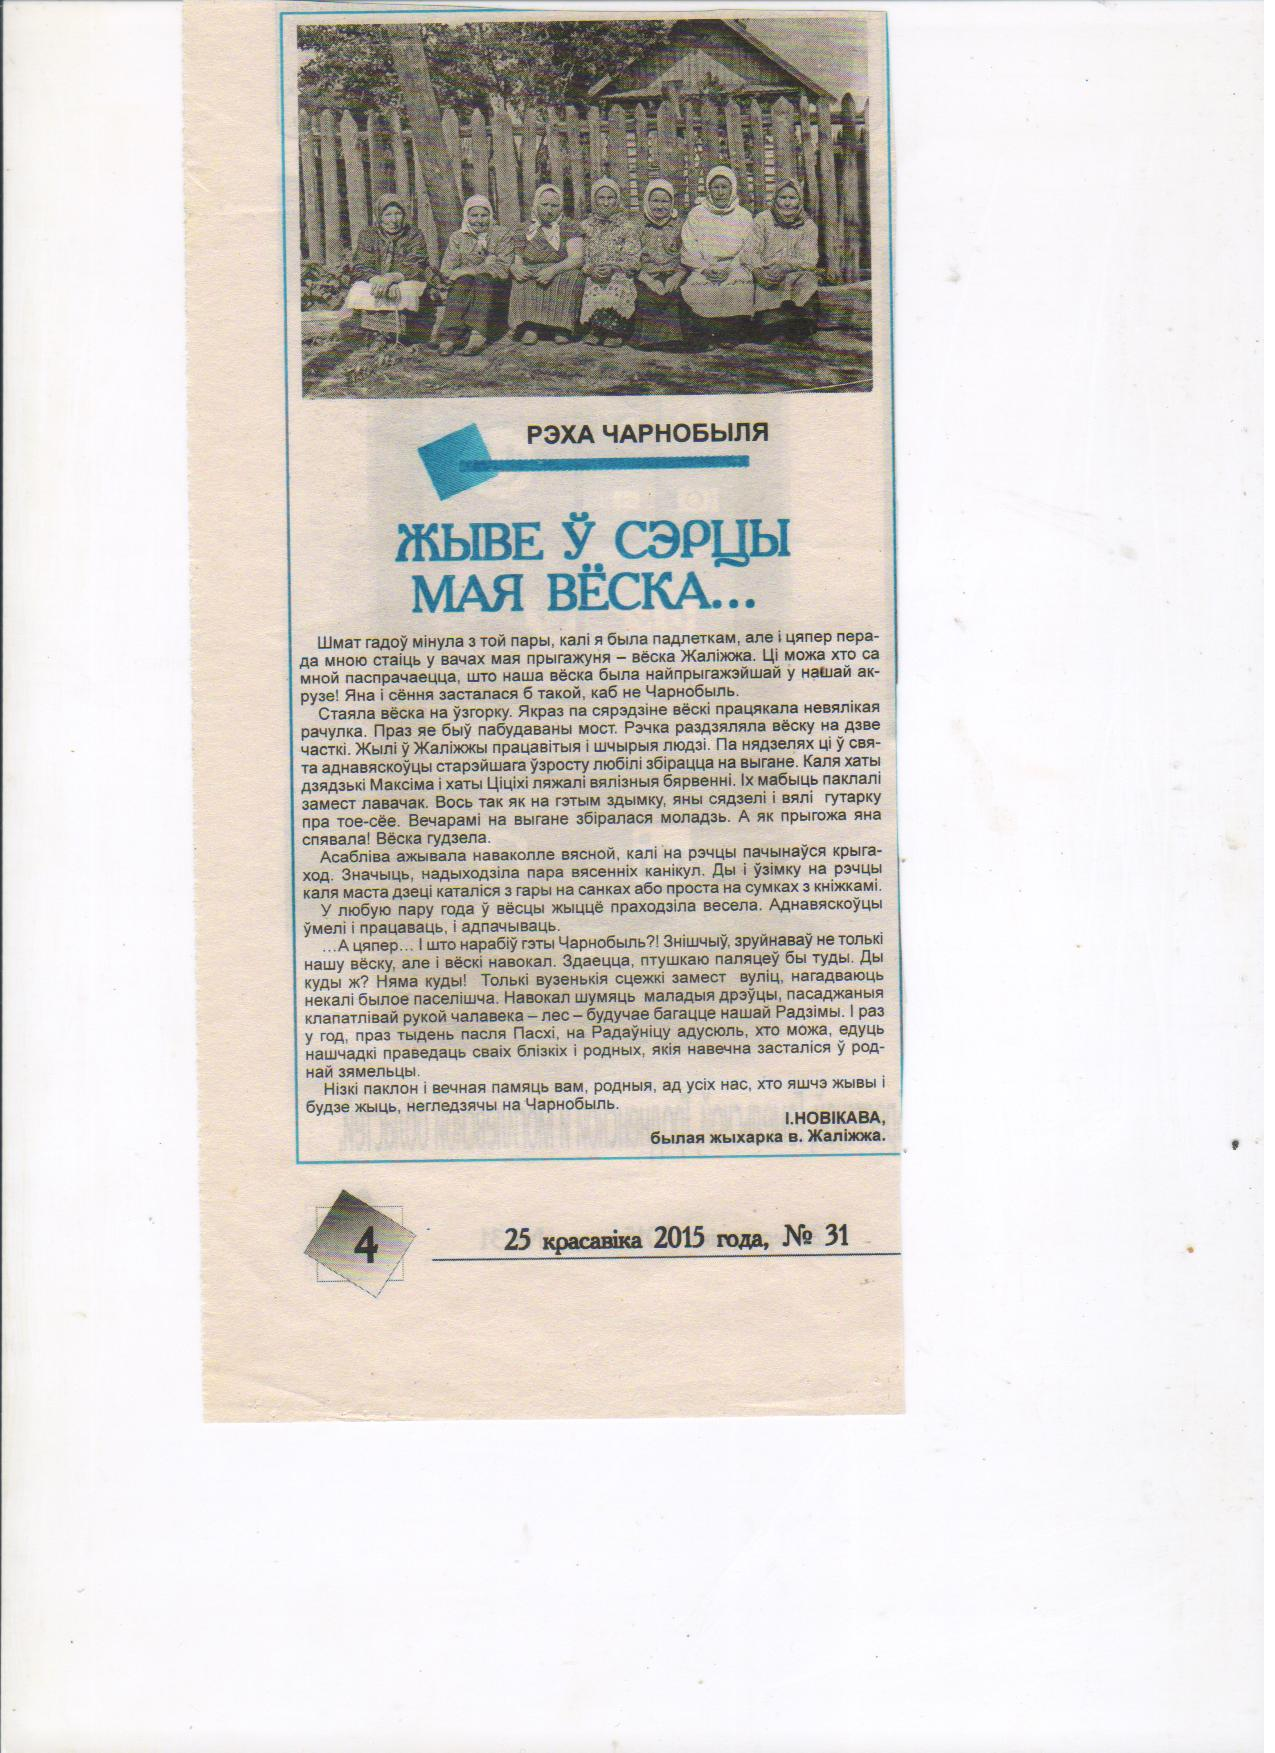 РЭХА ЧАРНОБЫЛЯ
ЖЫВЕ Ў СЭРЦЫ
МАЯ ВЁСКА...
Шмат гадоў мінула з той пары, калі я была падлеткам, але і цяпер пера-
да мною стаіць у вачах мая прыгажуня – вёска Жаліжжа. Ці можа хто са
мной паспрачаецца, што наша вёска была найпрыгажэйшай у нашай ак-
рузе! Яна і сёння засталася б такой, каб не Чарнобыль.
Стаяла вёска на ўзгорку. Якраз па сярэдзіне вёскі працякала невялікая
рачулка. Праз яе быў пабудаваны мост. Рэчка раздзяляла вёску на дзве
часткі. Жылі ў Жаліжжы працавітыя і шчырыя людзі. Па нядзелях ці ў свя-
та аднавяскоўцы старэйшага ўзросту любілі збірацца на выгане. Каля хаты
дзядзькі Максіма і хаты Ціціхі ляжалі вялізныя бярвенні. Іх мабыць паклалі
замест лавачак. Вось так як на гэтым здымку, яны сядзелі і вялі гутарку
пра тое-сёе. Вечарамі на выгане збіралася моладзь. А як прыгожа яна
спявала! Вёска гудзела.
Асабліва ажывала наваколле вясной, калі на рэчцы пачынаўся крыга-
ход. Значыць, надыходзіла пара вясенніх канікул. Ды і ўзімку на рэчцы
каля маста дзеці каталіся з гары на санках або проста на сумках з кніжкамі.
У любую пару года ў вёсцы жыццё праходзіла весела. Аднавяскоўцы
ўмелі і працаваць, і адпачываць.
...А цяпер... І што нарабіў гэты Чарнобыль?! Знішчыў, зруйнаваў не толькі
нашу вёску, але і вёскі навокал. Здаецца, птушкаю паляцеў бы туды. Ды
куды ж? Няма куды! Толькі вузенькія сцежкі замест вуліц, нагадваюць
некалі былое паселішча. Навокал шумяць маладыя дрэўцы, пасаджаныя
клапатлівай рукой чалавека – лес – будучае багацце нашай Радзімы. І раз
у год, праз тыдень пасля Пасхі, на Радаўніцу адусюль, хто можа, едуць
нашчадкі праведаць сваіх блізкіх і родных, якія навечна засталіся ў род-
най зямельцы.
Нізкі паклон і вечная памяць вам, родныя, ад усіх нас, хто яшчэ жывы і
будзе жыць, негледзячы на Чарнобыль.
І.НОВІКАВА,
былая жыхарка в. Жаліжжа.
4
25 красавіка 2015 года, № 31